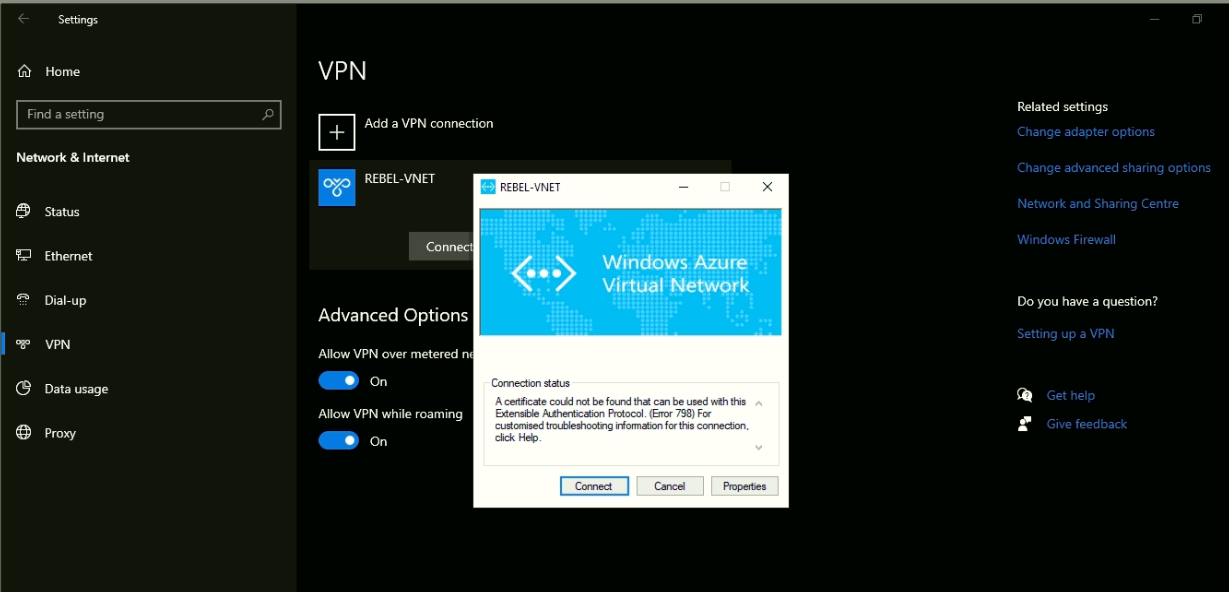 Settings
Home
Find a setting
Network & Internet
Status
Ethernet
Dial-up
VPN
Data usage
Proxy
VPN
Add a VPN connection
REBEL-VNET
Connect
Advanced Options
Allow VPN over metered ne
On
Allow VPN while roaming
On
REBEL-VNET
Windows Azure
Virtual Network
Connection status
A certificate could not be found that can be used with this
Extensible Authentication Protocol. (Error 798) For
customised troubleshooting information for this connection,
click Help.
Connect
Cancel
Properties
Related settings
Change adapter options
Change advanced sharing options
Network and Sharing Centre
Windows Firewall
Do you have a question?
Setting up a VPN
Get help
Give feedback